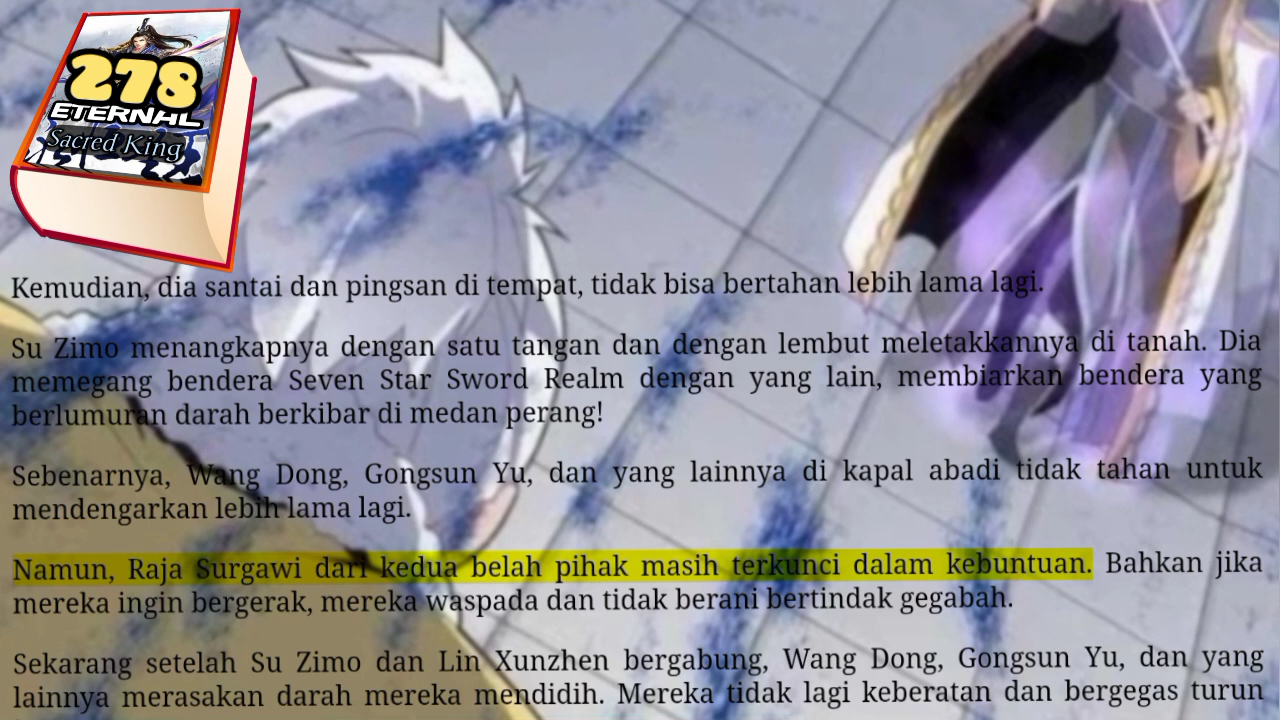 278
ETERNAL
Sacred King
Kemudian, dia santai dan pingsan di tempat, tidak bisa bertahan lebih lama lagi.
Su Zimo menangkapnya dengan satu tangan dan dengan lembut meletakkannya di tanah. Dia
memegang bendera Seven Star Sword Realm dengan yang lain, membiarkan bendera yang
berlumuran darah berkibar di medan perang!
Sebenarnya, Wang Dong, Gongsun Yu, dan yang lainnya di kapal abadi tidak tahan untuk
mendengarkan lebih lama lagi.
Namun, Raja Surgawi dari kedua belah pihak masih terkunci dalam kebuntuan. Bahkan jika
mereka ingin bergerak, mereka waspada dan tidak berani bertindak gegabah.
Sekarang setelah Su Zimo dan Lin Xunzhen bergabung, Wang Dong, Gongsun Yu, dan yang
lainnya merasakan darah mereka mendidih. Mereka tidak lagi keberatan dan bergegas turun